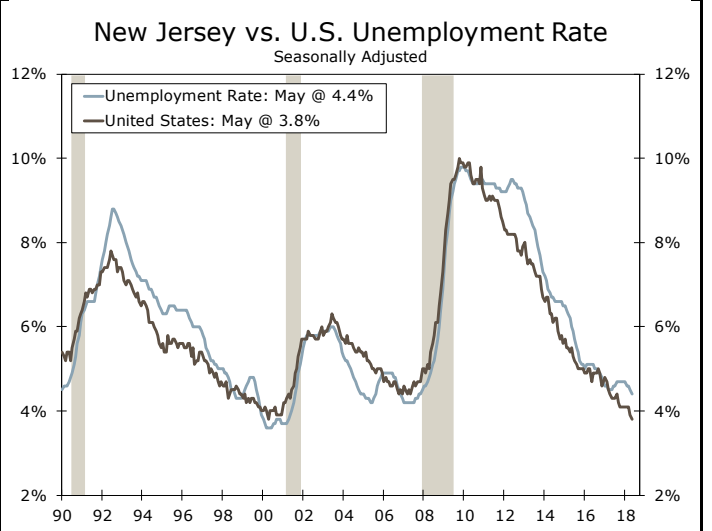 New Jersey vs. U.S. Unemployment Rate
Seasonally Adjusted
12% 12%
Unemployment Rate: May @ 4.4%
United States: May @ 3.8%
10% 10%
8% 8%
6% 6%
4% 4%
2% 2%
90 92 94 96 98 00 02 04 06 08 10 12 14 16 18